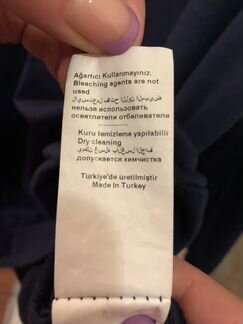 Ağartıcı Kullanmayınız.
Bleaching agents are not
used
нельзя использовать
осветлители отбеливатели
-----------
Kuru temizleme yapılabilir
Dry cleaning
допускается химчистка
Türkiye'de üretilmiştir
Made In Turkey